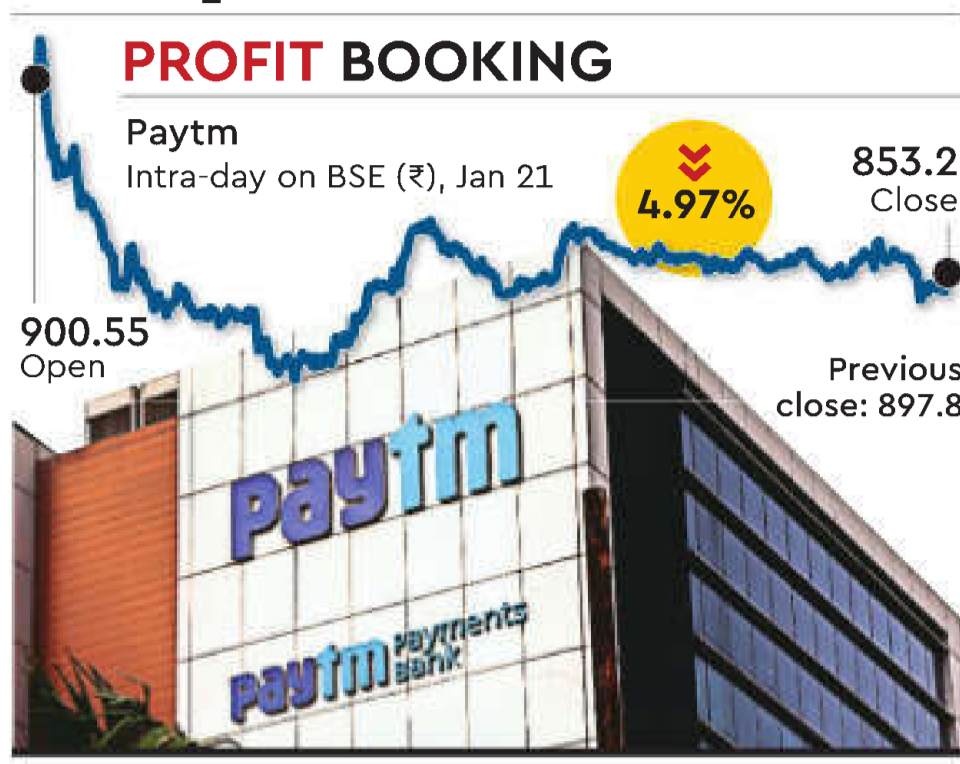 PROFIT BOOKING
Paytm
Intra-day on BSE (₹), Jan 21
4.97%
853.2
Close
900.55
Open
Previous
close: 897.8
paytm
paytm payments
bank